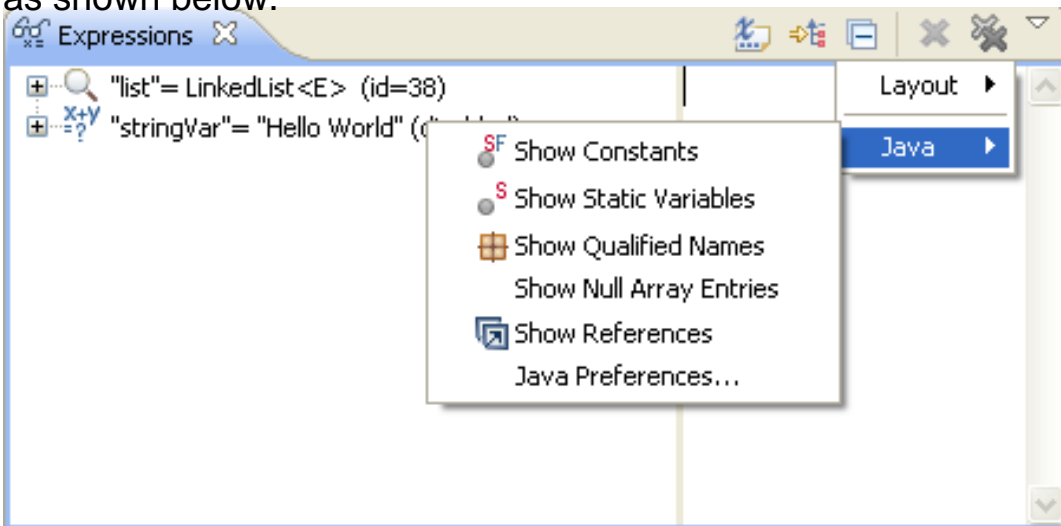 as shown below.
Expressions
"list"= LinkedList<E> (id=38)
"stringVar"= "Hello World" (
Layout
Java
Show Constants
Show Static Variables
Show Qualified Names
Show Null Array Entries
Show References
Java Preferences...